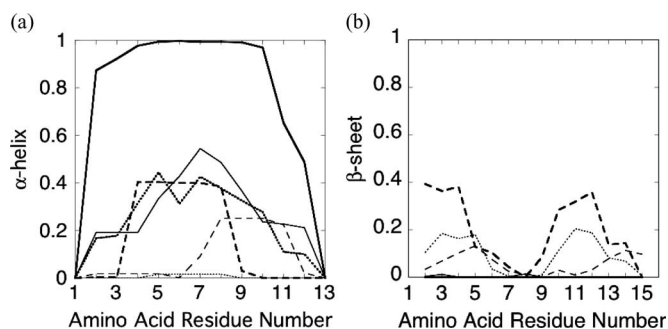 (a)
(b)
α-helix
1
0.8
0.6
0.4
0.2
0
1 3 5 7 9 11 13
Amino Acid Residue Number
β-sheet
1
0.8
0.6
0.4
0.2
0
1 3 5 7 9 11 13 15
Amino Acid Residue Number